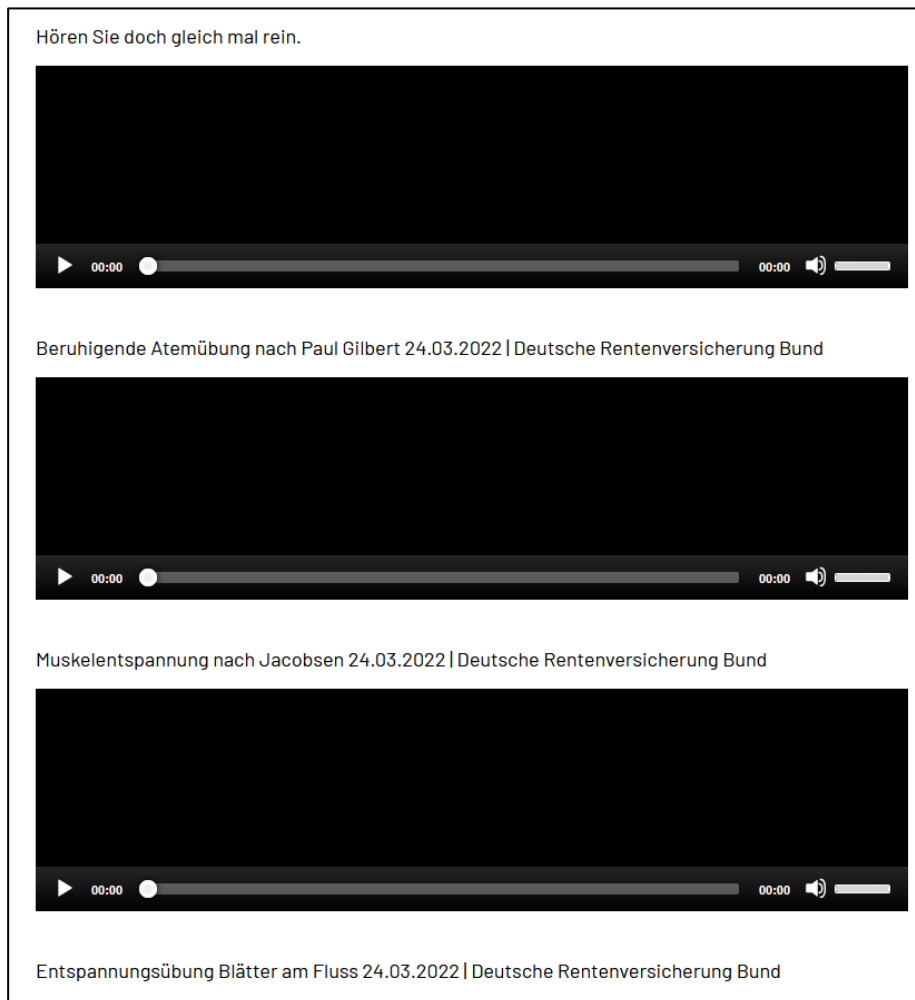 Hören Sie doch gleich mal rein.
00:00 00:00
Beruhigende Atemübung nach Paul Gilbert 24.03.2022 | Deutsche Rentenversicherung Bund
00:00 00:00
Muskelentspannung nach Jacobsen 24.03.2022 | Deutsche Rentenversicherung Bund
00:00 00:00
Entspannungsübung Blätter am Fluss 24.03.2022 | Deutsche Rentenversicherung Bund